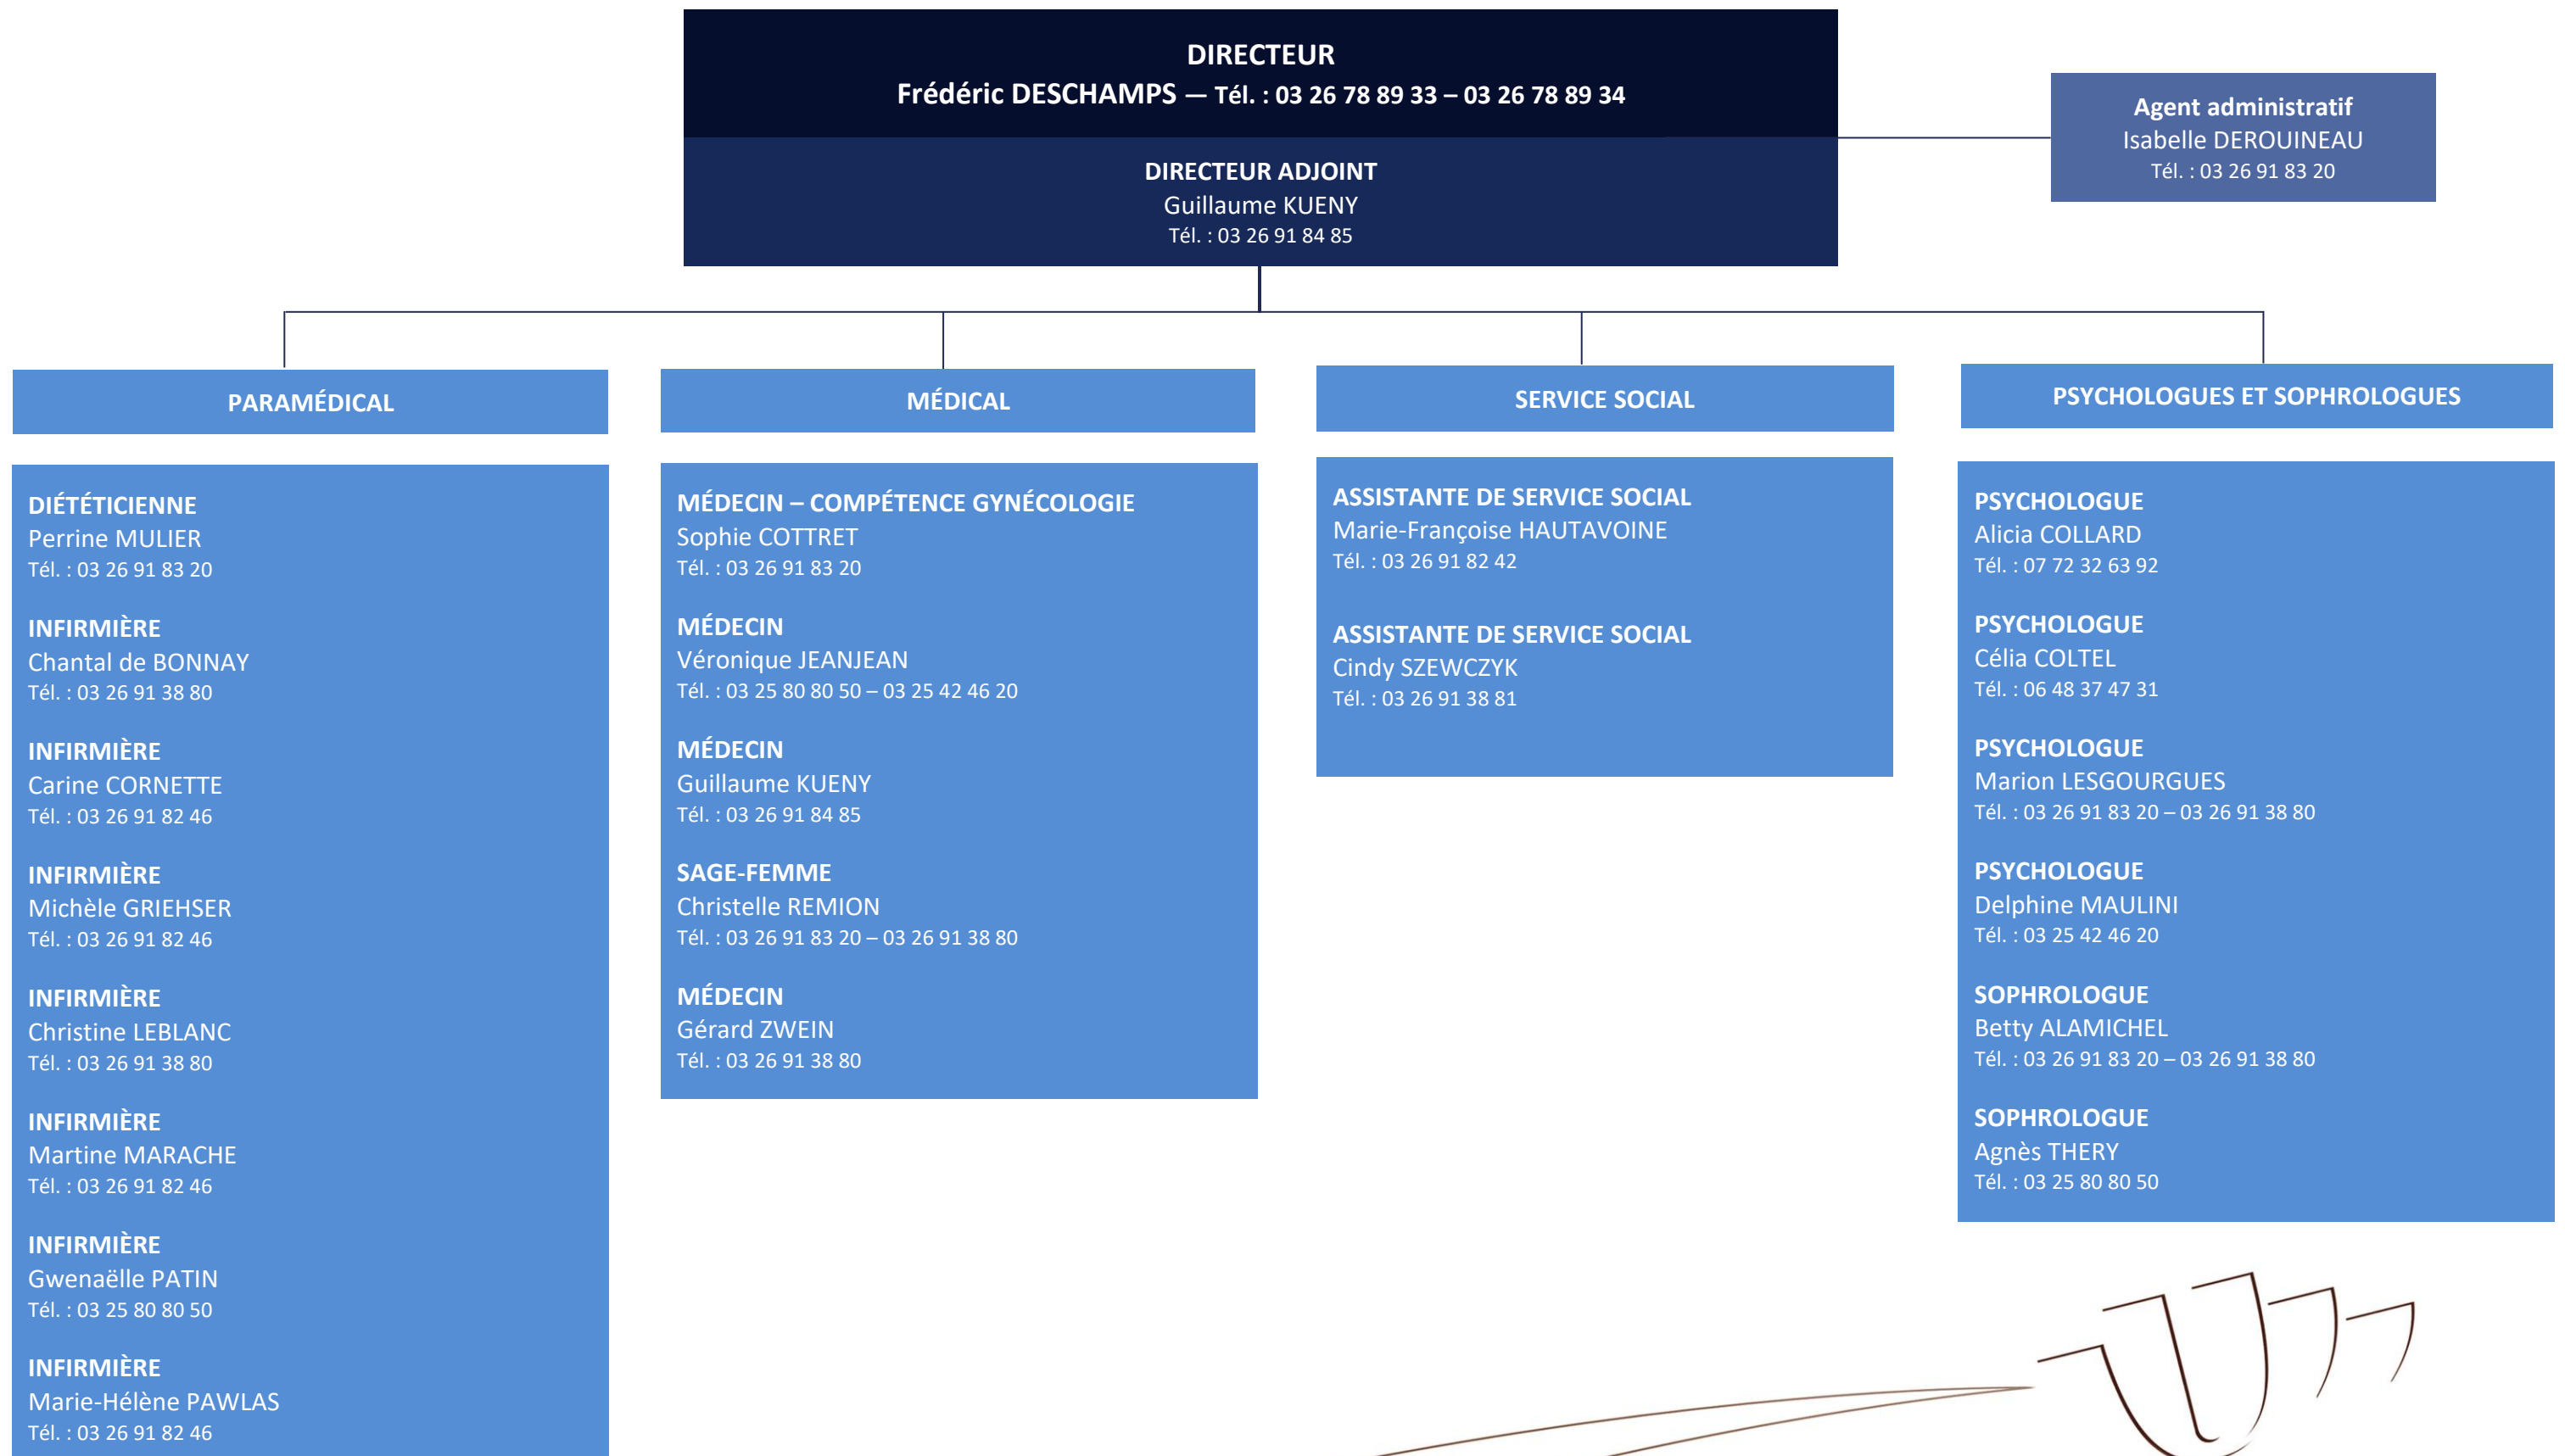 DIRECTEUR
Frédéric DESCHAMPS — Tél. : 03 26 78 89 33 – 03 26 78 89 34
DIRECTEUR ADJOINT
Guillaume KUENY
Tél. : 03 26 91 84 85
Agent administratif
Isabelle DEROUINEAU
Tél. : 03 26 91 83 20
PARAMÉDICAL
DIÉTÉTICIENNE
Perrine MULIER
Tél. : 03 26 91 83 20
INFIRMIÈRE
Chantal de BONNAY
Tél. : 03 26 91 38 80
INFIRMIÈRE
Carine CORNETTE
Tél. : 03 26 91 82 46
INFIRMIÈRE
Michèle GRIEHSER
Tél. : 03 26 91 82 46
INFIRMIÈRE
Christine LEBLANC
Tél. : 03 26 91 38 80
INFIRMIÈRE
Martine MARACHE
Tél. : 03 26 91 82 46
INFIRMIÈRE
Gwenaëlle PATIN
Tél. : 03 25 80 80 50
INFIRMIÈRE
Marie-Hélène PAWLAS
Tél. : 03 26 91 82 46
MÉDICAL
MÉDECIN – COMPÉTENCE GYNÉCOLOGIE
Sophie COTTRET
Tél. : 03 26 91 83 20
MÉDECIN
Véronique JEANJEAN
Tél. : 03 25 80 80 50 – 03 25 42 46 20
MÉDECIN
Guillaume KUENY
Tél. : 03 26 91 84 85
SAGE-FEMME
Christelle REMION
Tél. : 03 26 91 83 20 – 03 26 91 38 80
MÉDECIN
Gérard ZWEIN
Tél. : 03 26 91 38 80
SERVICE SOCIAL
ASSISTANTE DE SERVICE SOCIAL
Marie-Françoise HAUTAVOINE
Tél. : 03 26 91 82 42
ASSISTANTE DE SERVICE SOCIAL
Cindy SZEWCZYK
Tél. : 03 26 91 38 81
PSYCHOLOGUES ET SOPHROLOGUES
PSYCHOLOGUE
Alicia COLLARD
Tél. : 07 72 32 63 92
PSYCHOLOGUE
Célia COLTEL
Tél. : 06 48 37 47 31
PSYCHOLOGUE
Marion LESGOURGUES
Tél. : 03 26 91 83 20 – 03 26 91 38 80
PSYCHOLOGUE
Delphine MAULINI
Tél. : 03 25 42 46 20
SOPHROLOGUE
Betty ALAMICHEL
Tél. : 03 26 91 83 20 – 03 26 91 38 80
SOPHROLOGUE
Agnès THERY
Tél. : 03 25 80 80 50